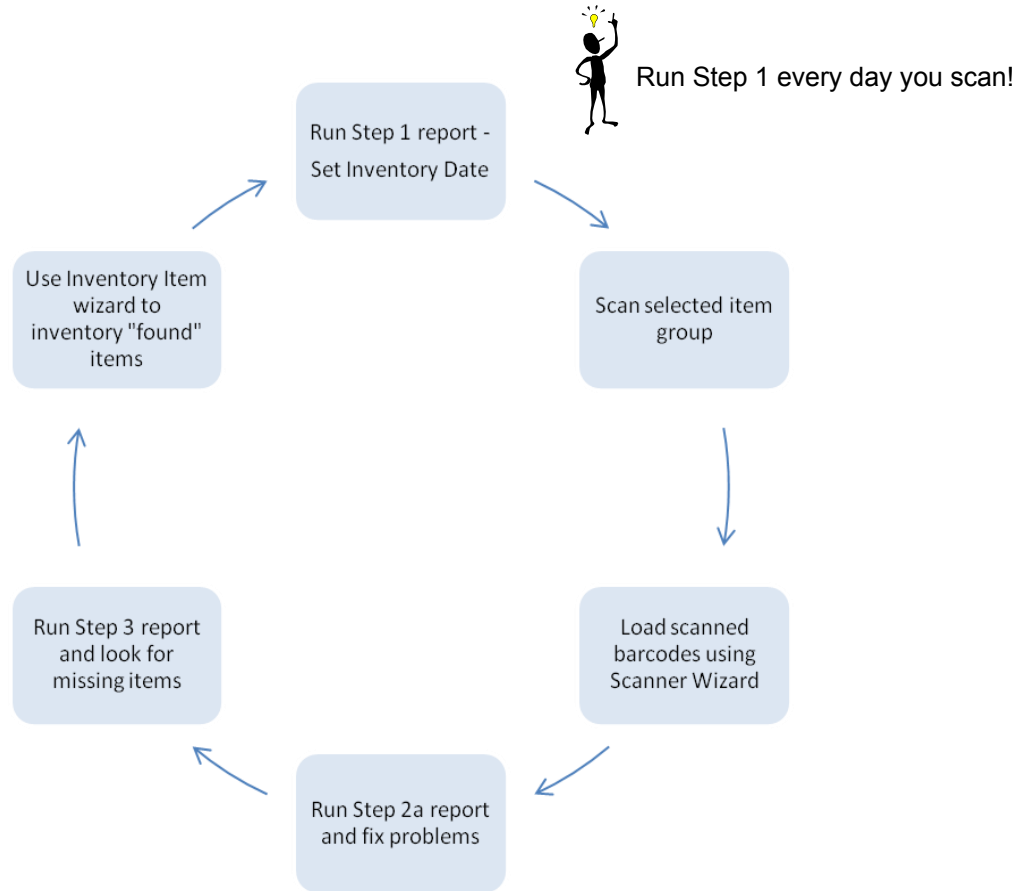 Run Step 1 every day you scan!
Run Step 1 report -
Set Inventory Date
Scan selected item
group
Load scanned
barcodes using
Scanner Wizard
Run Step 2a report
and fix problems
Run Step 3 report
and look for
missing items
Use Inventory Item
wizard to
inventory "found"
items